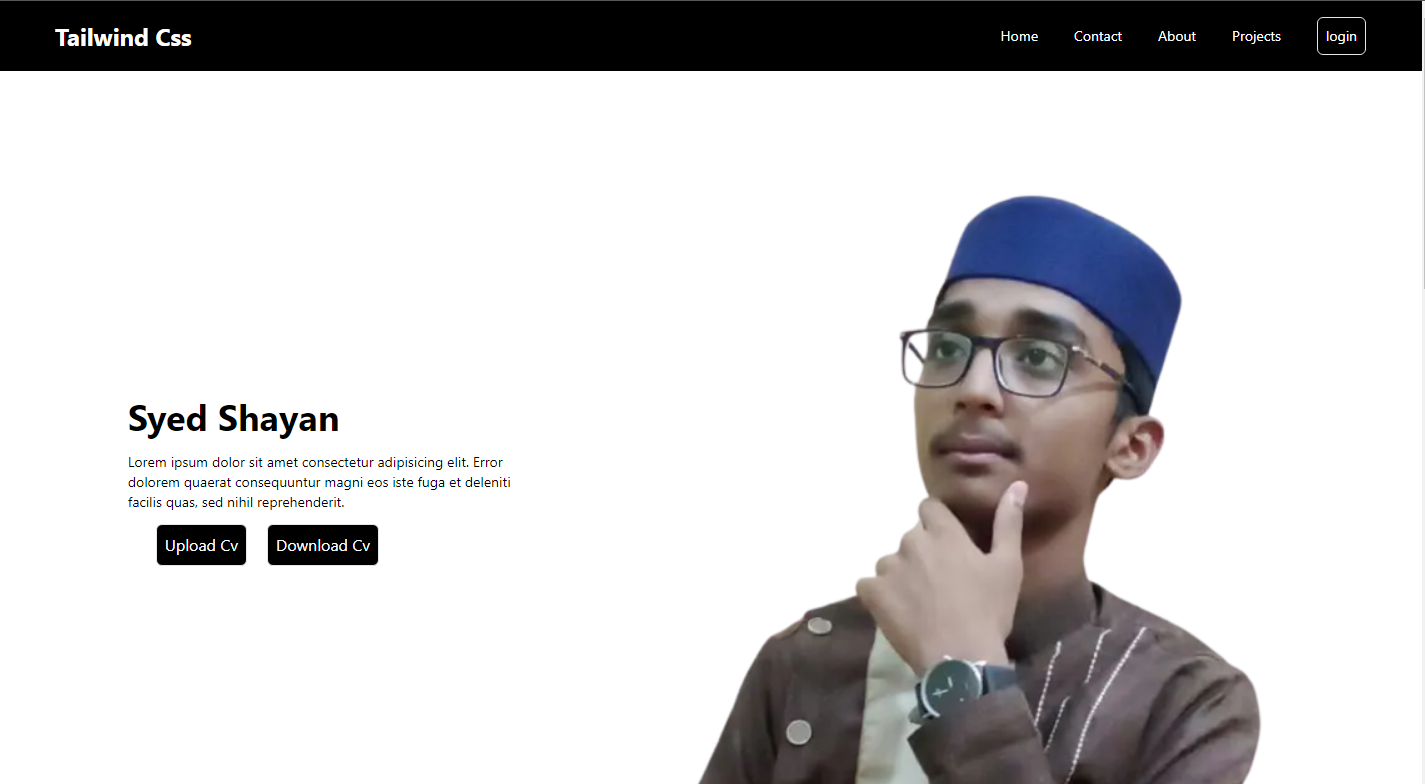 Tailwind Css
Home Contact About Projects login
Syed Shayan
Lorem ipsum dolor sit amet consectetur adipisicing elit. Error
dolorem quaerat consequuntur magni eos iste fuga et deleniti
facilis quas, sed nihil reprehenderit.
Upload Cv Download Cv